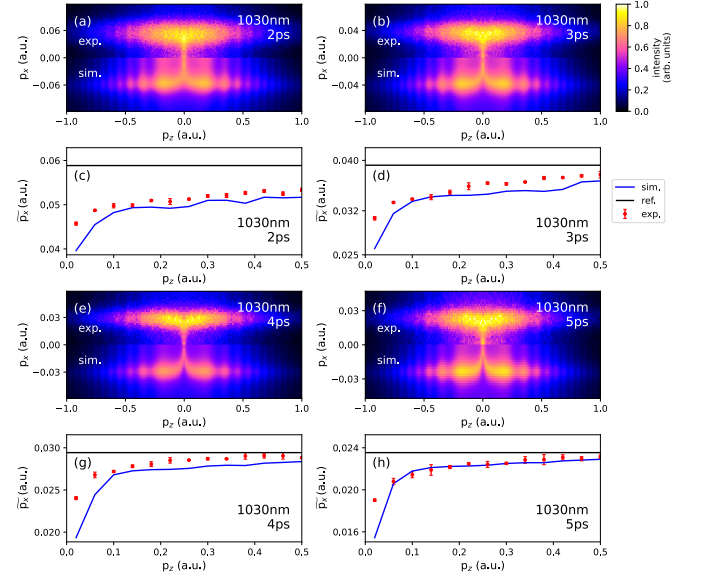 (a) 1030nm
2ps
exp.
sim.
0.06
0.00
−0.06
pₓ (a.u.)
−1.0 −0.5 0.0 0.5 1.0
p_z (a.u.)
(b) 1030nm
3ps
exp.
sim.
0.04
0.00
−0.04
pₓ (a.u.)
−1.0 −0.5 0.0 0.5 1.0
p_z (a.u.)
1.0
0.8
0.6
0.4
0.2
0.0
intensity
(arb. units)
(c)
1030nm
2ps
0.06
0.05
0.04
p̃ₓ (a.u.)
0.0 0.1 0.2 0.3 0.4 0.5
p_z (a.u.)
(d)
1030nm
3ps
0.040
0.032
0.025
p̃ₓ (a.u.)
0.0 0.1 0.2 0.3 0.4 0.5
p_z (a.u.)
sim.
ref.
exp.
(e) 1030nm
4ps
exp.
sim.
0.03
0.00
−0.03
pₓ (a.u.)
−1.0 −0.5 0.0 0.5 1.0
p_z (a.u.)
(f) 1030nm
5ps
exp.
sim.
0.03
0.00
−0.03
pₓ (a.u.)
−1.0 −0.5 0.0 0.5 1.0
p_z (a.u.)
(g)
1030nm
4ps
0.030
0.025
0.020
p̃ₓ (a.u.)
0.0 0.1 0.2 0.3 0.4 0.5
p_z (a.u.)
(h)
1030nm
5ps
0.024
0.020
0.016
p̃ₓ (a.u.)
0.0 0.1 0.2 0.3 0.4 0.5
p_z (a.u.)